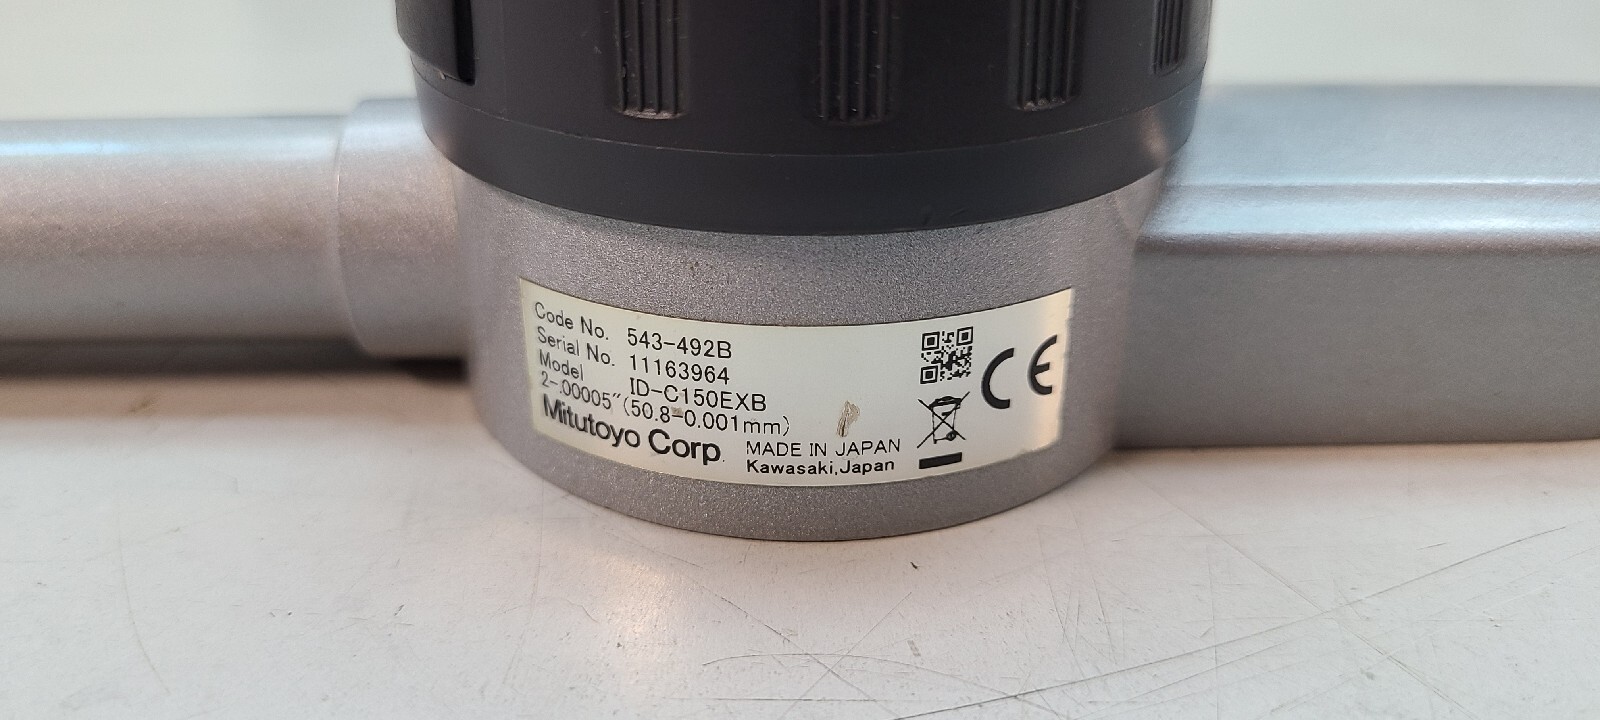 Code No. 543-492B
Serial No. 11163964
Model ID-C150EXB
2-.00005"(50.8-0.001mm)
Mitutoyo Corp. MADE IN JAPAN
Kawasaki,Japan
CE